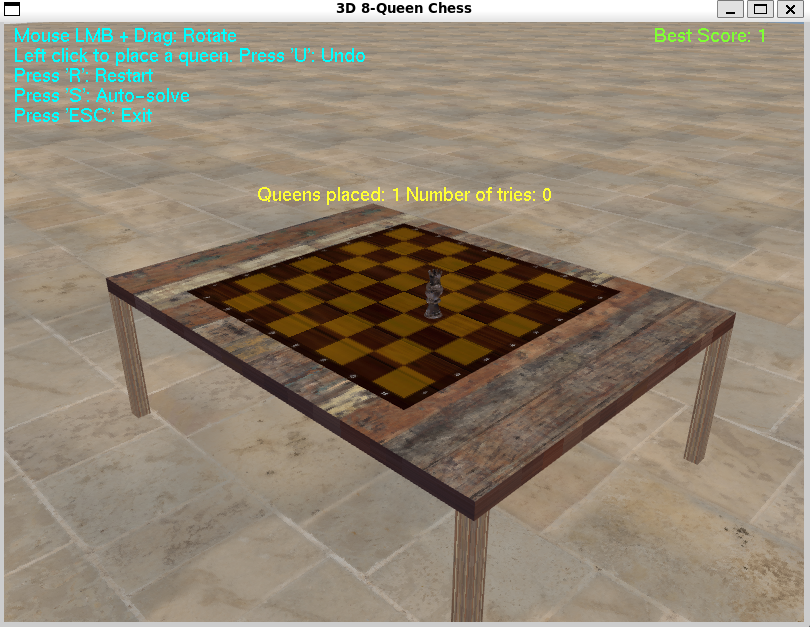 3D 8-Queen Chess
Mouse LMB + Drag: Rotate
Best Score: 1
Left click to place a queen. Press 'U': Undo
Press 'R': Restart
Press 'S': Auto-solve
Press 'ESC': Exit
Queens placed: 1 Number of tries: 0